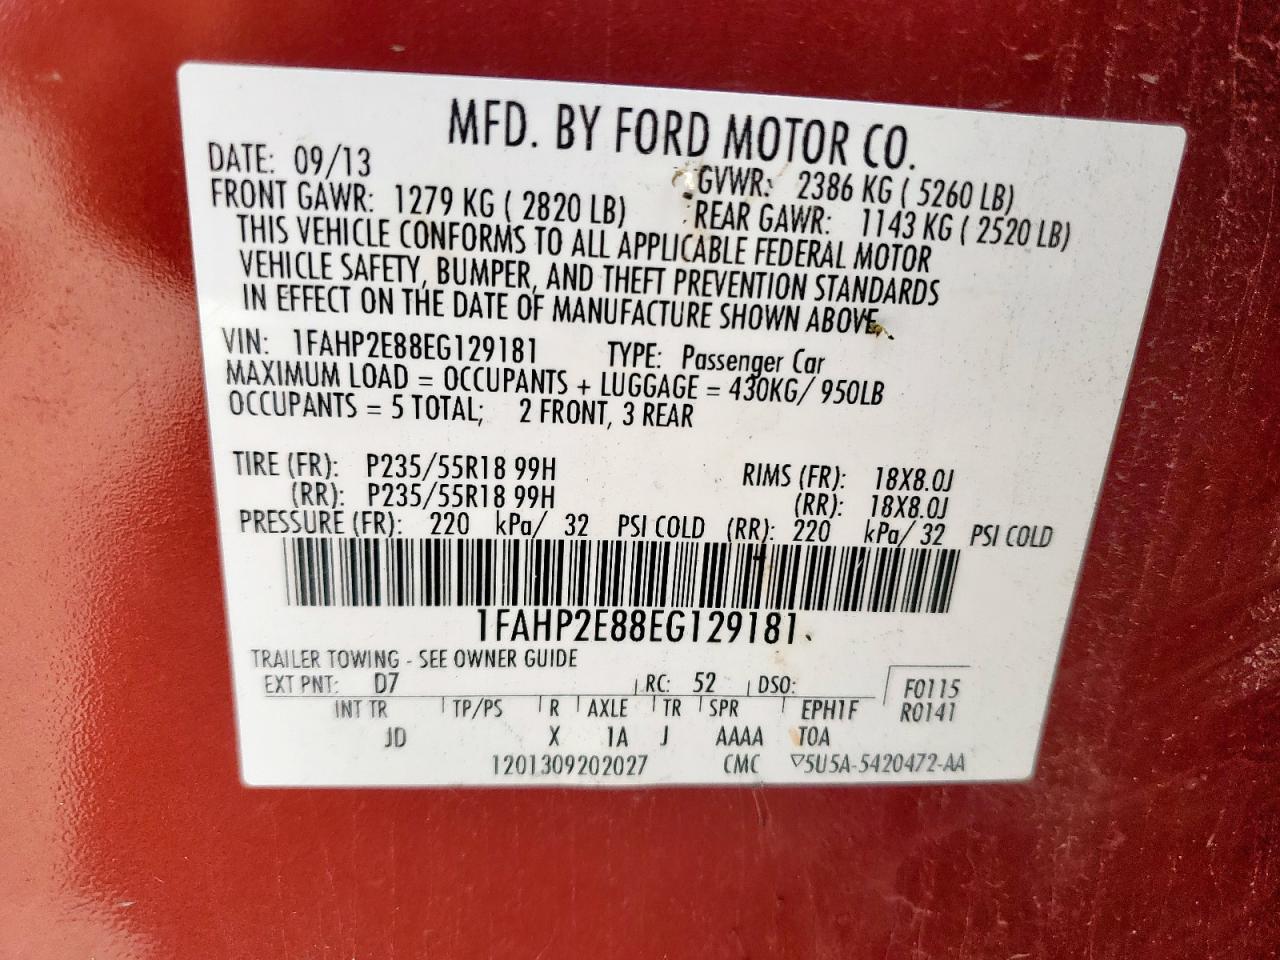 MFD. BY FORD MOTOR CO.
DATE: 09/13 GVWR: 2386 KG ( 5260 LB)
FRONT GAWR: 1279 KG ( 2820 LB) REAR GAWR: 1143 KG ( 2520 LB)
THIS VEHICLE CONFORMS TO ALL APPLICABLE FEDERAL MOTOR
VEHICLE SAFETY, BUMPER, AND THEFT PREVENTION STANDARDS
IN EFFECT ON THE DATE OF MANUFACTURE SHOWN ABOVE.
VIN: 1FAHP2E88EG129181 TYPE: Passenger Car
MAXIMUM LOAD = OCCUPANTS + LUGGAGE = 430KG/ 950LB
OCCUPANTS = 5 TOTAL; 2 FRONT, 3 REAR
TIRE (FR): P235/55R18 99H RIMS (FR): 18X8.0J
(RR): P235/55R18 99H (RR): 18X8.0J
PRESSURE (FR): 220 kPa/ 32 PSI COLD (RR): 220 kPa/ 32 PSI COLD
1FAHP2E88EG129181
TRAILER TOWING - SEE OWNER GUIDE
EXT PNT: D7 RC: 52 DSO: F0115
INT TR TP/PS R AXLE TR SPR EPH1F R0141
JD X 1A J AAAA TOA
1201309202027 CMC ▽5U5A-5420472-AA